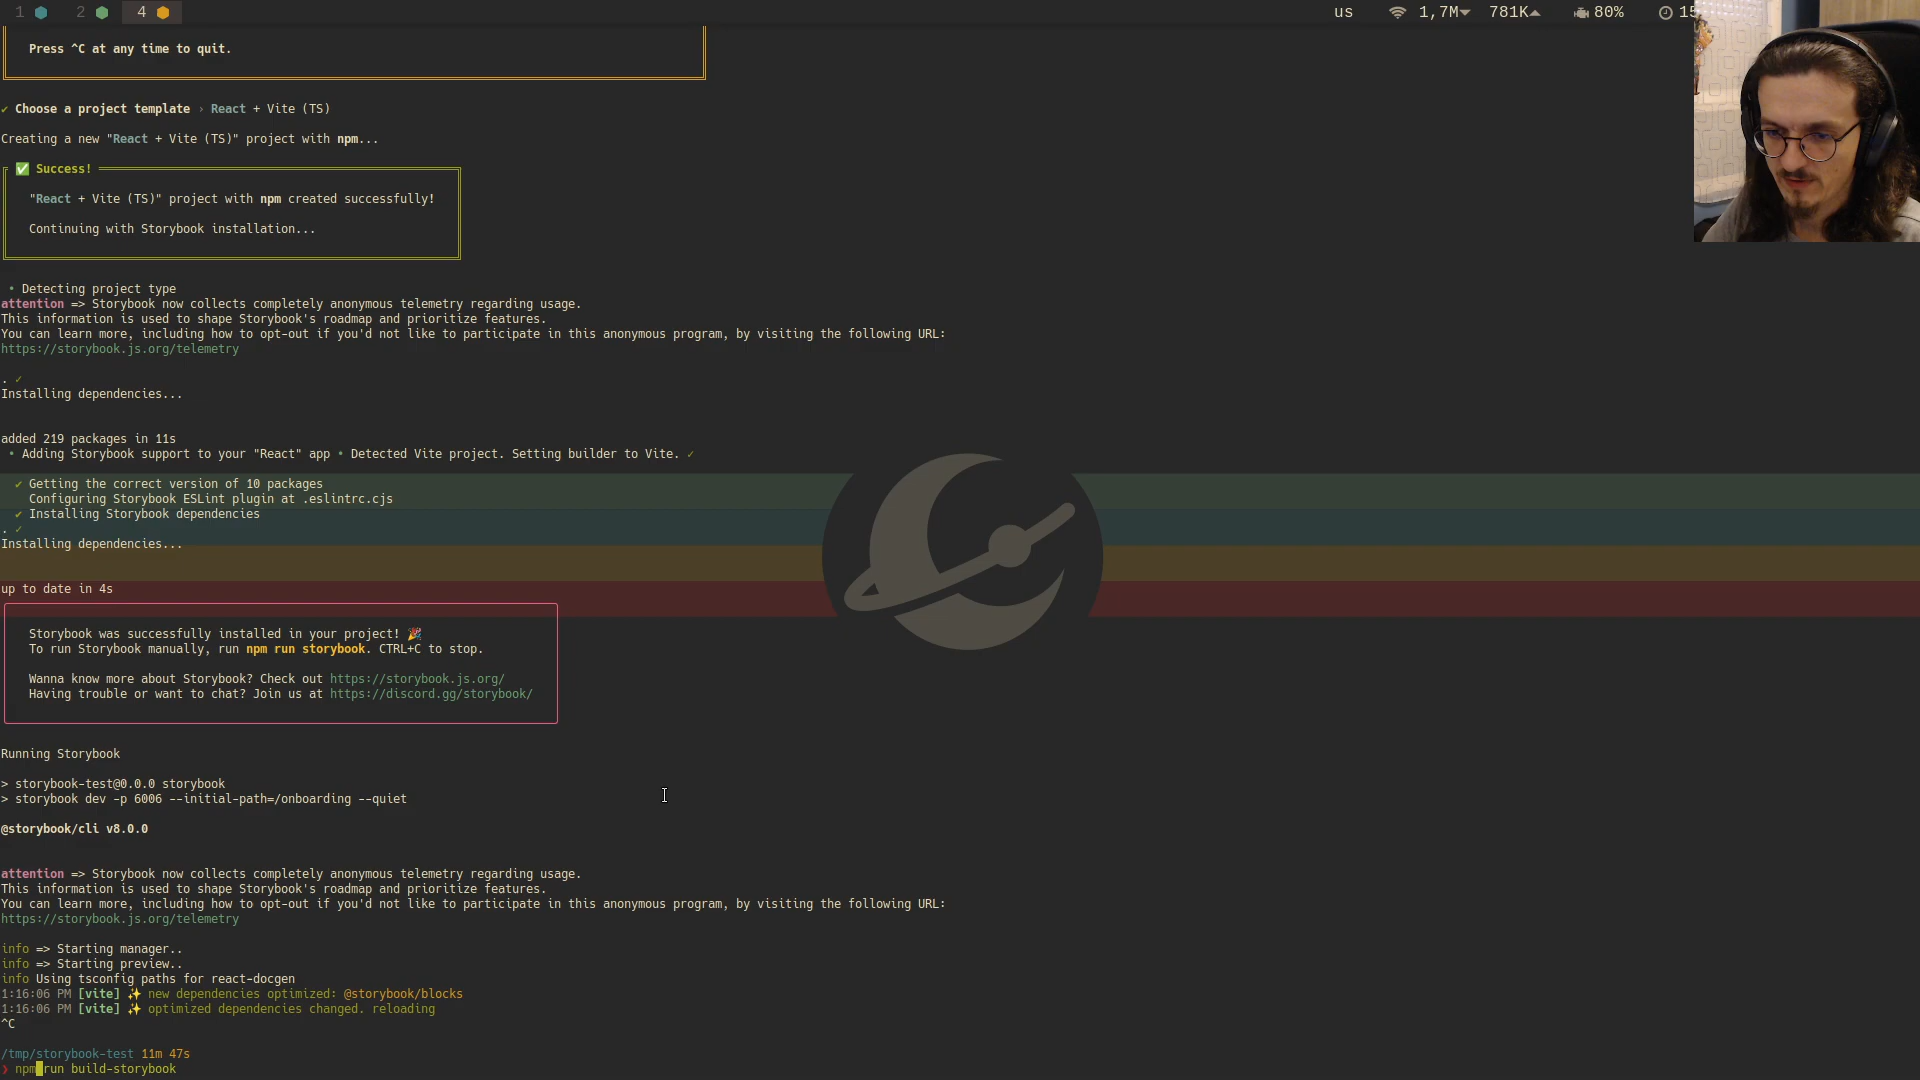 1 2 4 us 1,7M 781K 80% 15
Press ^C at any time to quit.
✔ Choose a project template › React + Vite (TS)
Creating a new "React + Vite (TS)" project with npm...
✅ Success!
"React + Vite (TS)" project with npm created successfully!
Continuing with Storybook installation...
• Detecting project type
attention => Storybook now collects completely anonymous telemetry regarding usage.
This information is used to shape Storybook's roadmap and prioritize features.
You can learn more, including how to opt-out if you'd not like to participate in this anonymous program, by visiting the following URL:
https://storybook.js.org/telemetry
. ✓
Installing dependencies...
added 219 packages in 11s
• Adding Storybook support to your "React" app • Detected Vite project. Setting builder to Vite. ✓
✔ Getting the correct version of 10 packages
Configuring Storybook ESLint plugin at .eslintrc.cjs
✔ Installing Storybook dependencies
. ✓
Installing dependencies...
up to date in 4s
Storybook was successfully installed in your project! 🎉
To run Storybook manually, run npm run storybook. CTRL+C to stop.
Wanna know more about Storybook? Check out https://storybook.js.org/
Having trouble or want to chat? Join us at https://discord.gg/storybook/
Running Storybook
> storybook-test@0.0.0 storybook
> storybook dev -p 6006 --initial-path=/onboarding --quiet
@storybook/cli v8.0.0
attention => Storybook now collects completely anonymous telemetry regarding usage.
This information is used to shape Storybook's roadmap and prioritize features.
You can learn more, including how to opt-out if you'd not like to participate in this anonymous program, by visiting the following URL:
https://storybook.js.org/telemetry
info => Starting manager..
info => Starting preview..
info Using tsconfig paths for react-docgen
1:16:06 PM [vite] ✨ new dependencies optimized: @storybook/blocks
1:16:06 PM [vite] ✨ optimized dependencies changed. reloading
^C
/tmp/storybook-test 11m 47s
❯ npm run build-storybook